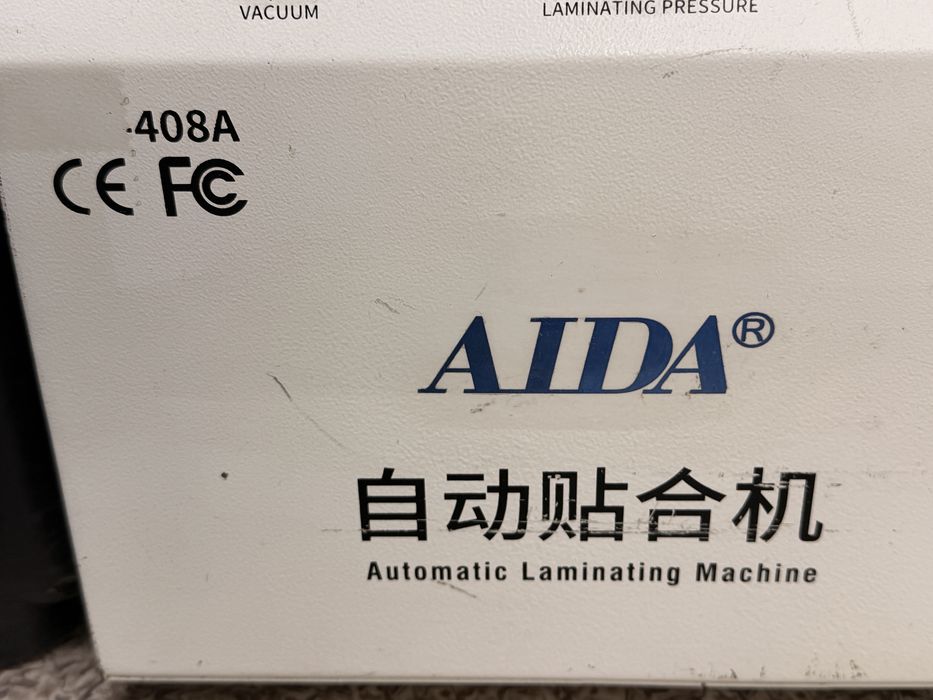 VACUUM
LAMINATING PRESSURE
-408A
CE FC
AIDA®
自动贴合机
Automatic Laminating Machine